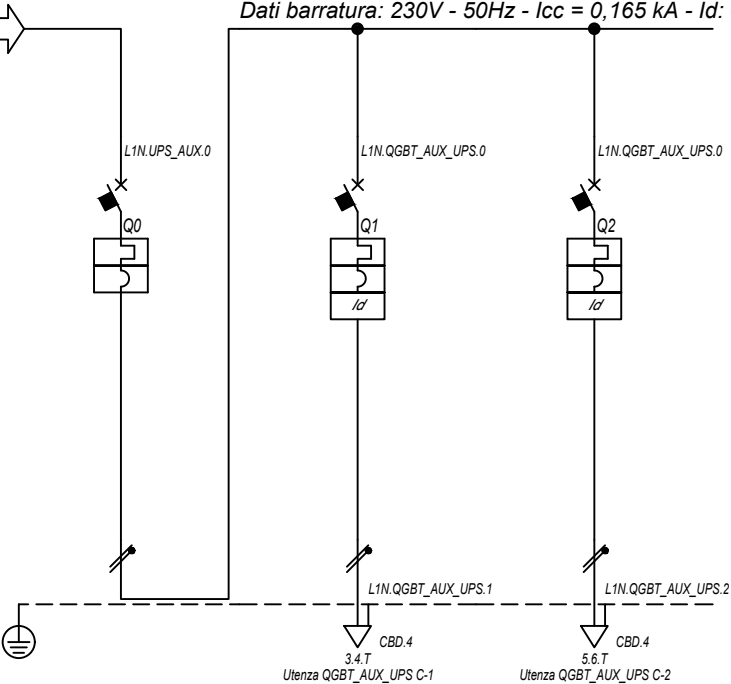 Dati barratura: 230V - 50Hz - Icc = 0,165 kA - Id:
L1N.UPS_AUX.0
L1N.QGBT_AUX_UPS.0
L1N.QGBT_AUX_UPS.0
Q0
Q1
Q2
Id
Id
L1N.QGBT_AUX_UPS.1
L1N.QGBT_AUX_UPS.2
CBD.4
CBD.4
3.4.T
5.6.T
Utenza QGBT_AUX_UPS C-1
Utenza QGBT_AUX_UPS C-2